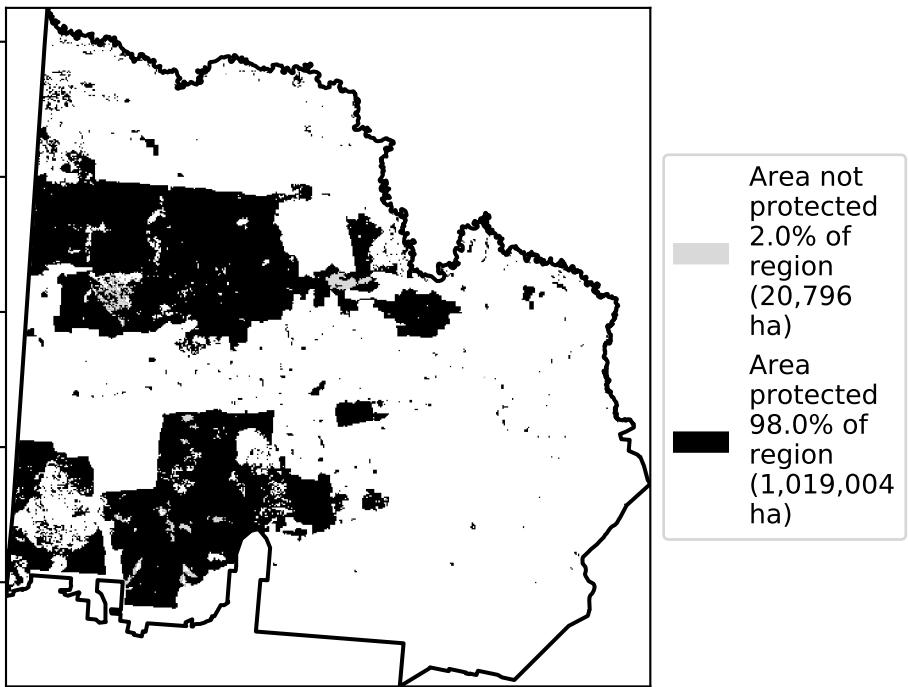 Area not
protected
2.0% of
region
(20,796
ha)
Area
protected
98.0% of
region
(1,019,004
ha)